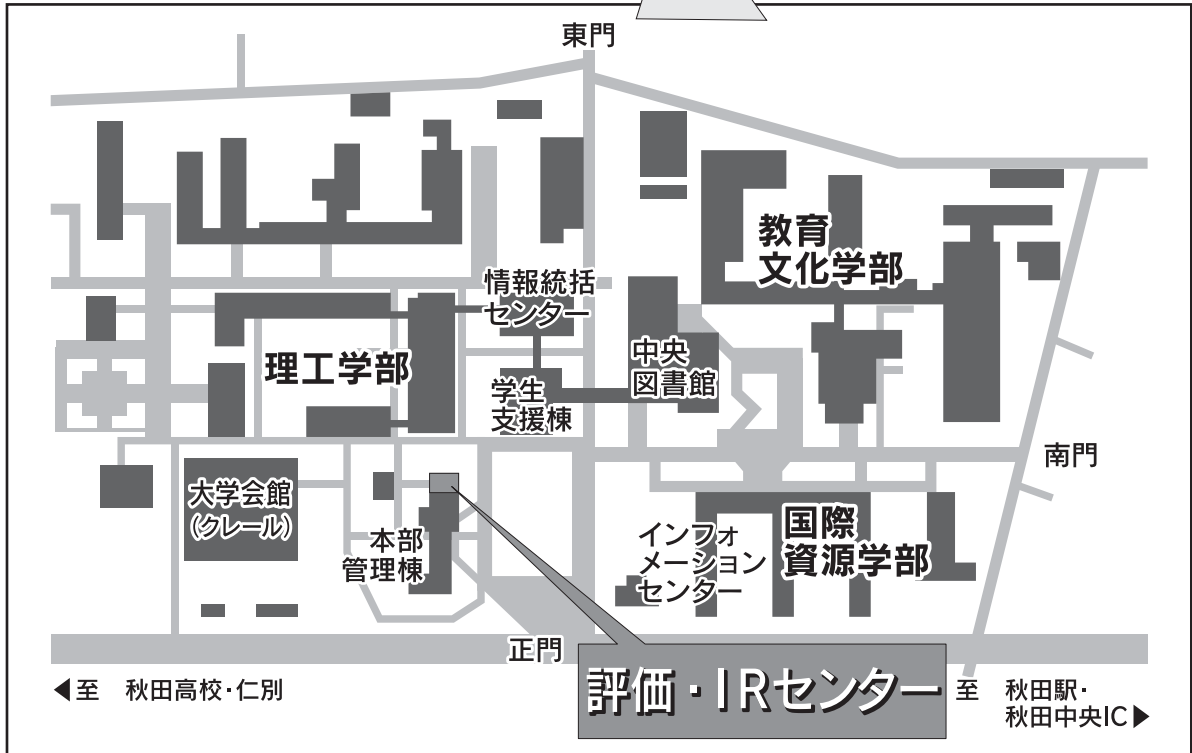 東門
教育
文化学部
情報統括
センター
理工学部
中央
図書館
学生
支援棟
南門
大学会館
(クレール)
本部
管理棟
インフォ
メーション
センター
国際
資源学部
正門
評価・IRセンター
◀至 秋田高校・仁別
至 秋田駅・
秋田中央IC▶